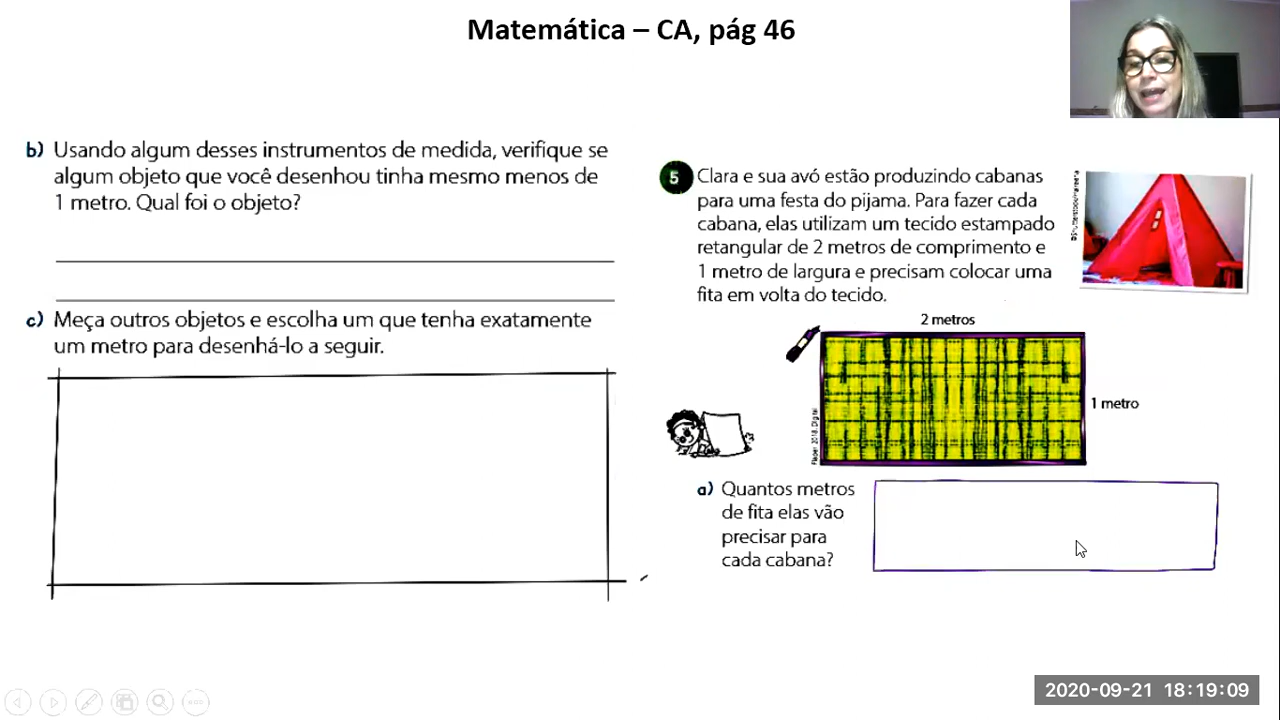 Matemática – CA, pág 46
b) Usando algum desses instrumentos de medida, verifique se
algum objeto que você desenhou tinha mesmo menos de
1 metro. Qual foi o objeto?
c) Meça outros objetos e escolha um que tenha exatamente
um metro para desenhá-lo a seguir.
5 Clara e sua avó estão produzindo cabanas
para uma festa do pijama. Para fazer cada
cabana, elas utilizam um tecido estampado
retangular de 2 metros de comprimento e
1 metro de largura e precisam colocar uma
fita em volta do tecido.
2 metros
1 metro
a) Quantos metros
de fita elas vão
precisar para
cada cabana?
2020-09-21 18:19:09